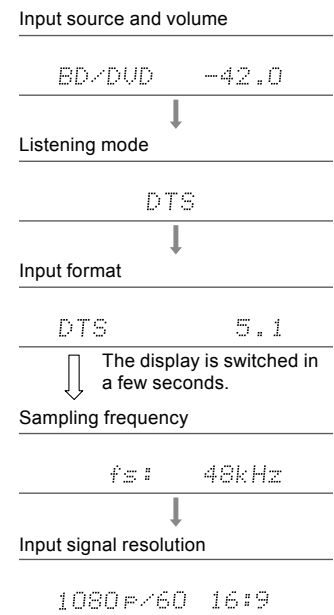 Input source and volume
BD/DVD -42.0
Listening mode
DTS
Input format
DTS 5.1
The display is switched in
a few seconds.
Sampling frequency
fs: 48kHz
Input signal resolution
1080p/60 16:9